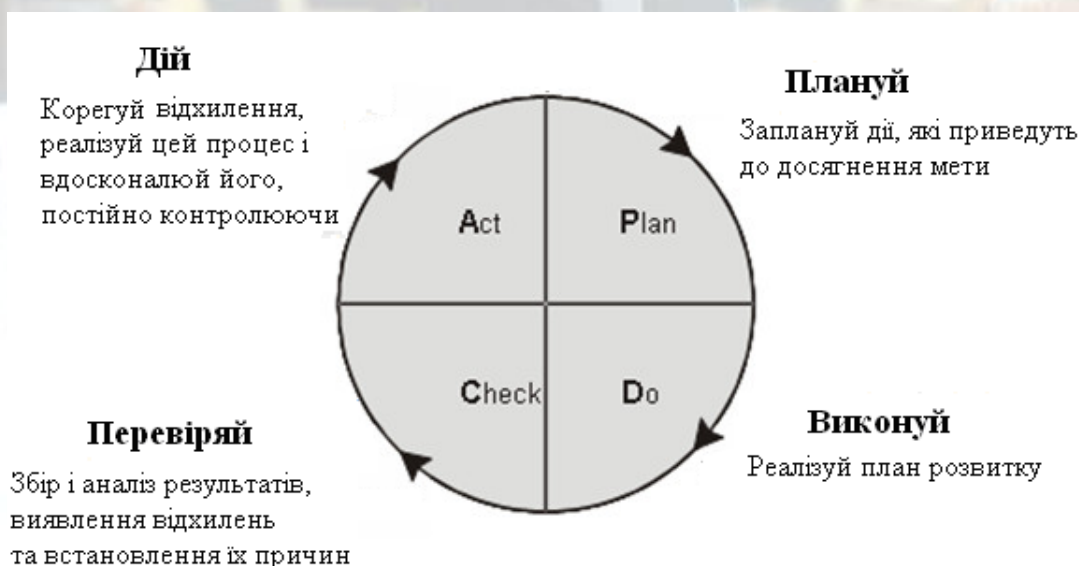 Дій
Корегуй відхилення,
реалізуй цей процес і
вдосконалюй його,
постійно контролюючи
Плануй
Заплануй дії, які приведуть
до досягнення мети
Act
Plan
Check
Do
Перевіряй
Збір і аналіз результатів,
виявлення відхилень
та встановлення їх причин
Виконуй
Реалізуй план розвитку